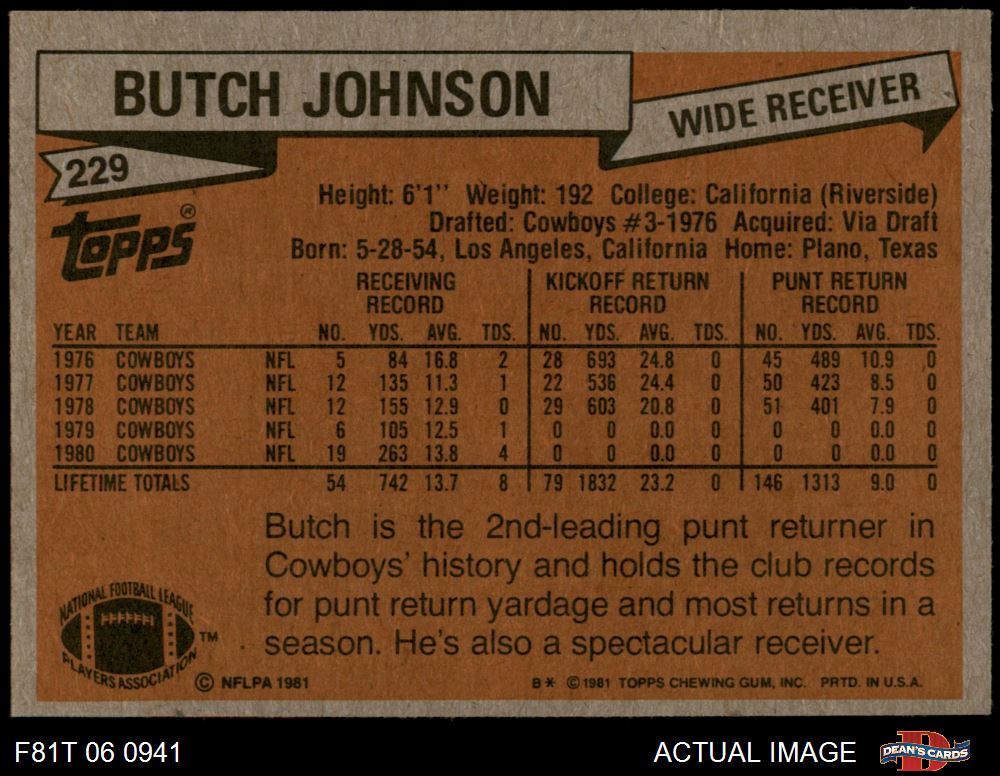 BUTCH JOHNSON
WIDE RECEIVER
229
TOPPS®
Height: 6'1'' Weight: 192 College: California (Riverside)
Drafted: Cowboys #3-1976 Acquired: Via Draft
Born: 5-28-54, Los Angeles, California Home: Plano, Texas
RECEIVING RECORD KICKOFF RETURN RECORD PUNT RETURN RECORD
YEAR TEAM NO. YDS. AVG. TDS. NO. YDS. AVG. TDS. NO. YDS. AVG. TDS.
1976 COWBOYS NFL 5 84 16.8 2 28 693 24.8 0 45 489 10.9 0
1977 COWBOYS NFL 12 135 11.3 1 22 536 24.4 0 50 423 8.5 0
1978 COWBOYS NFL 12 155 12.9 0 29 603 20.8 0 51 401 7.9 0
1979 COWBOYS NFL 6 105 12.5 1 0 0 0.0 0 0 0 0.0 0
1980 COWBOYS NFL 19 263 13.8 4 0 0 0.0 0 0 0 0.0 0
LIFETIME TOTALS 54 742 13.7 8 79 1832 23.2 0 146 1313 9.0 0
Butch is the 2nd-leading punt returner in
Cowboys' history and holds the club records
for punt return yardage and most returns in a
season. He's also a spectacular receiver.
NATIONAL FOOTBALL LEAGUE
PLAYERS ASSOCIATION ™
© NFLPA 1981
B* © 1981 TOPPS CHEWING GUM, INC. PRTD. IN U.S.A.
F81T 06 0941
ACTUAL IMAGE
D
DEAN'S CARDS